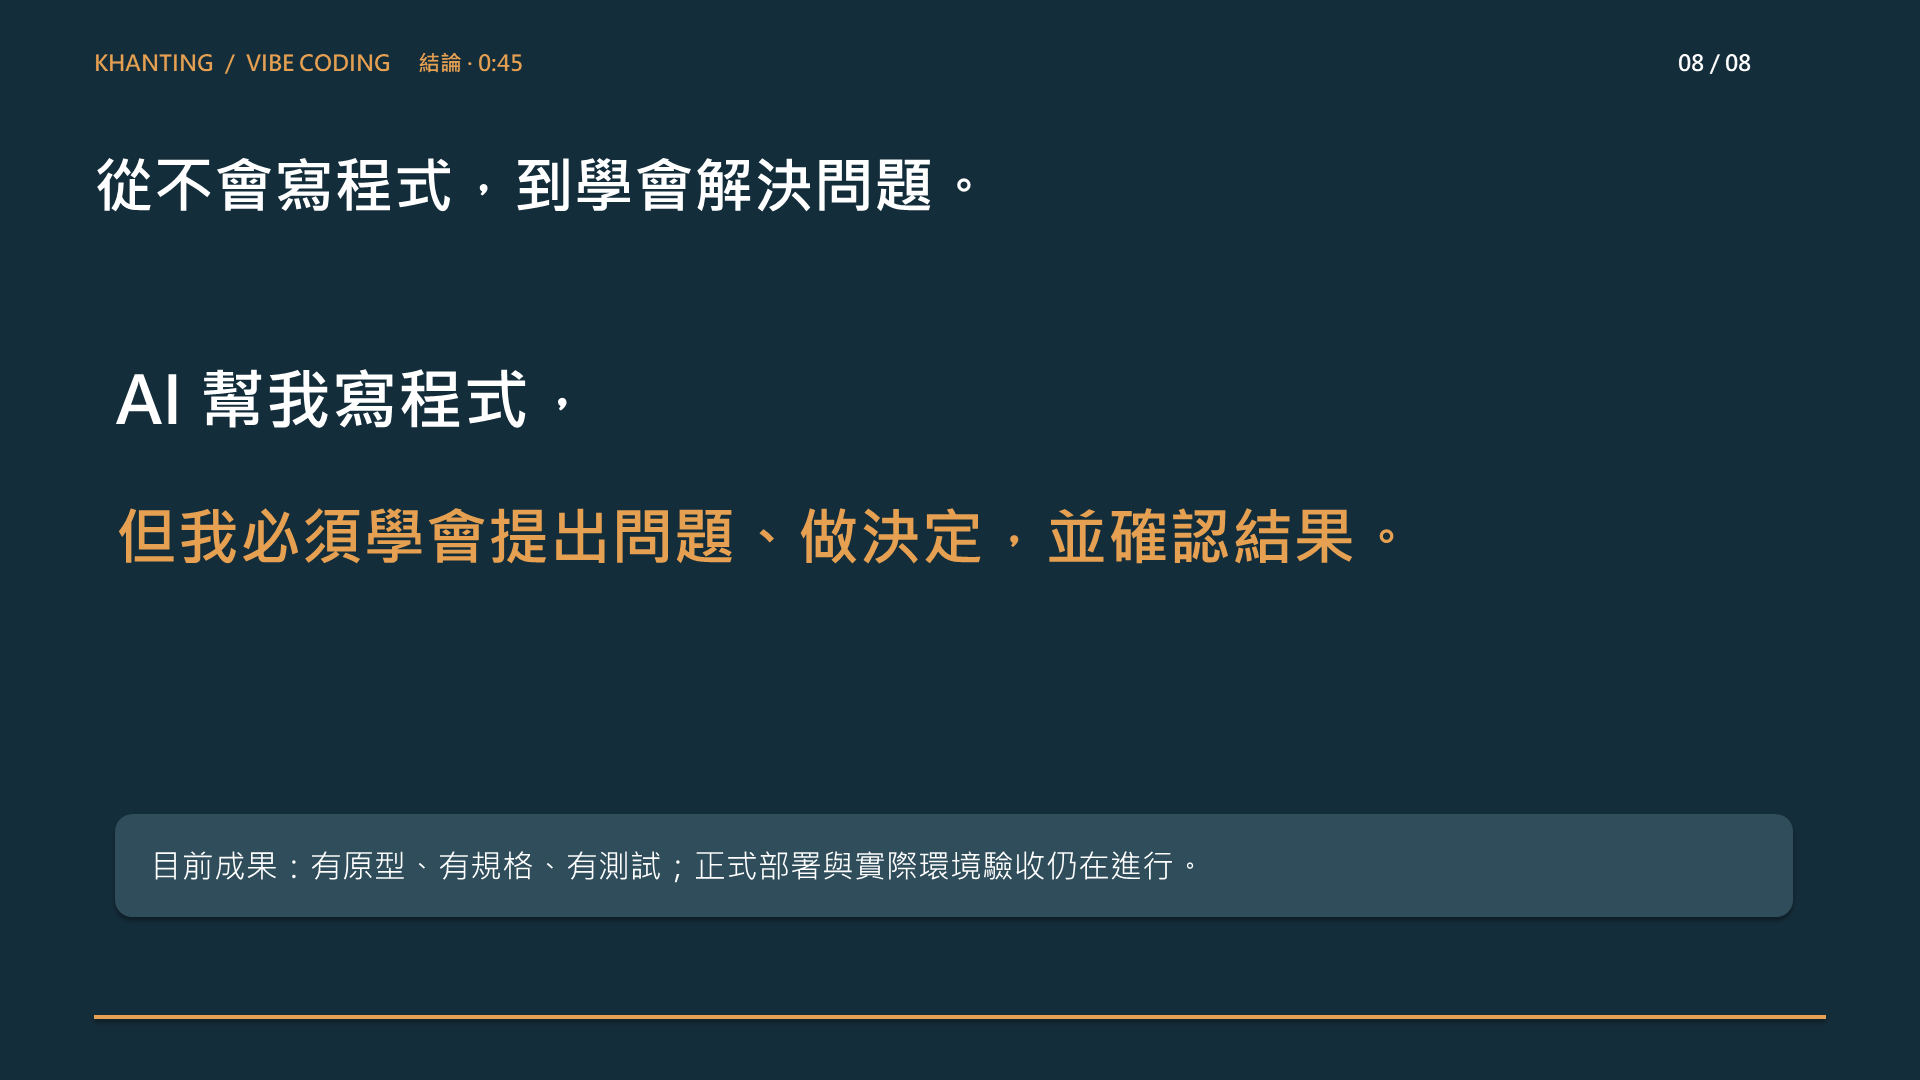 KHANTING / VIBE CODING 結論 · 0:45
08 / 08
從不會寫程式，到學會解決問題。
AI 幫我寫程式，
但我必須學會提出問題、做決定，並確認結果。
目前成果：有原型、有規格、有測試；正式部署與實際環境驗收仍在進行。